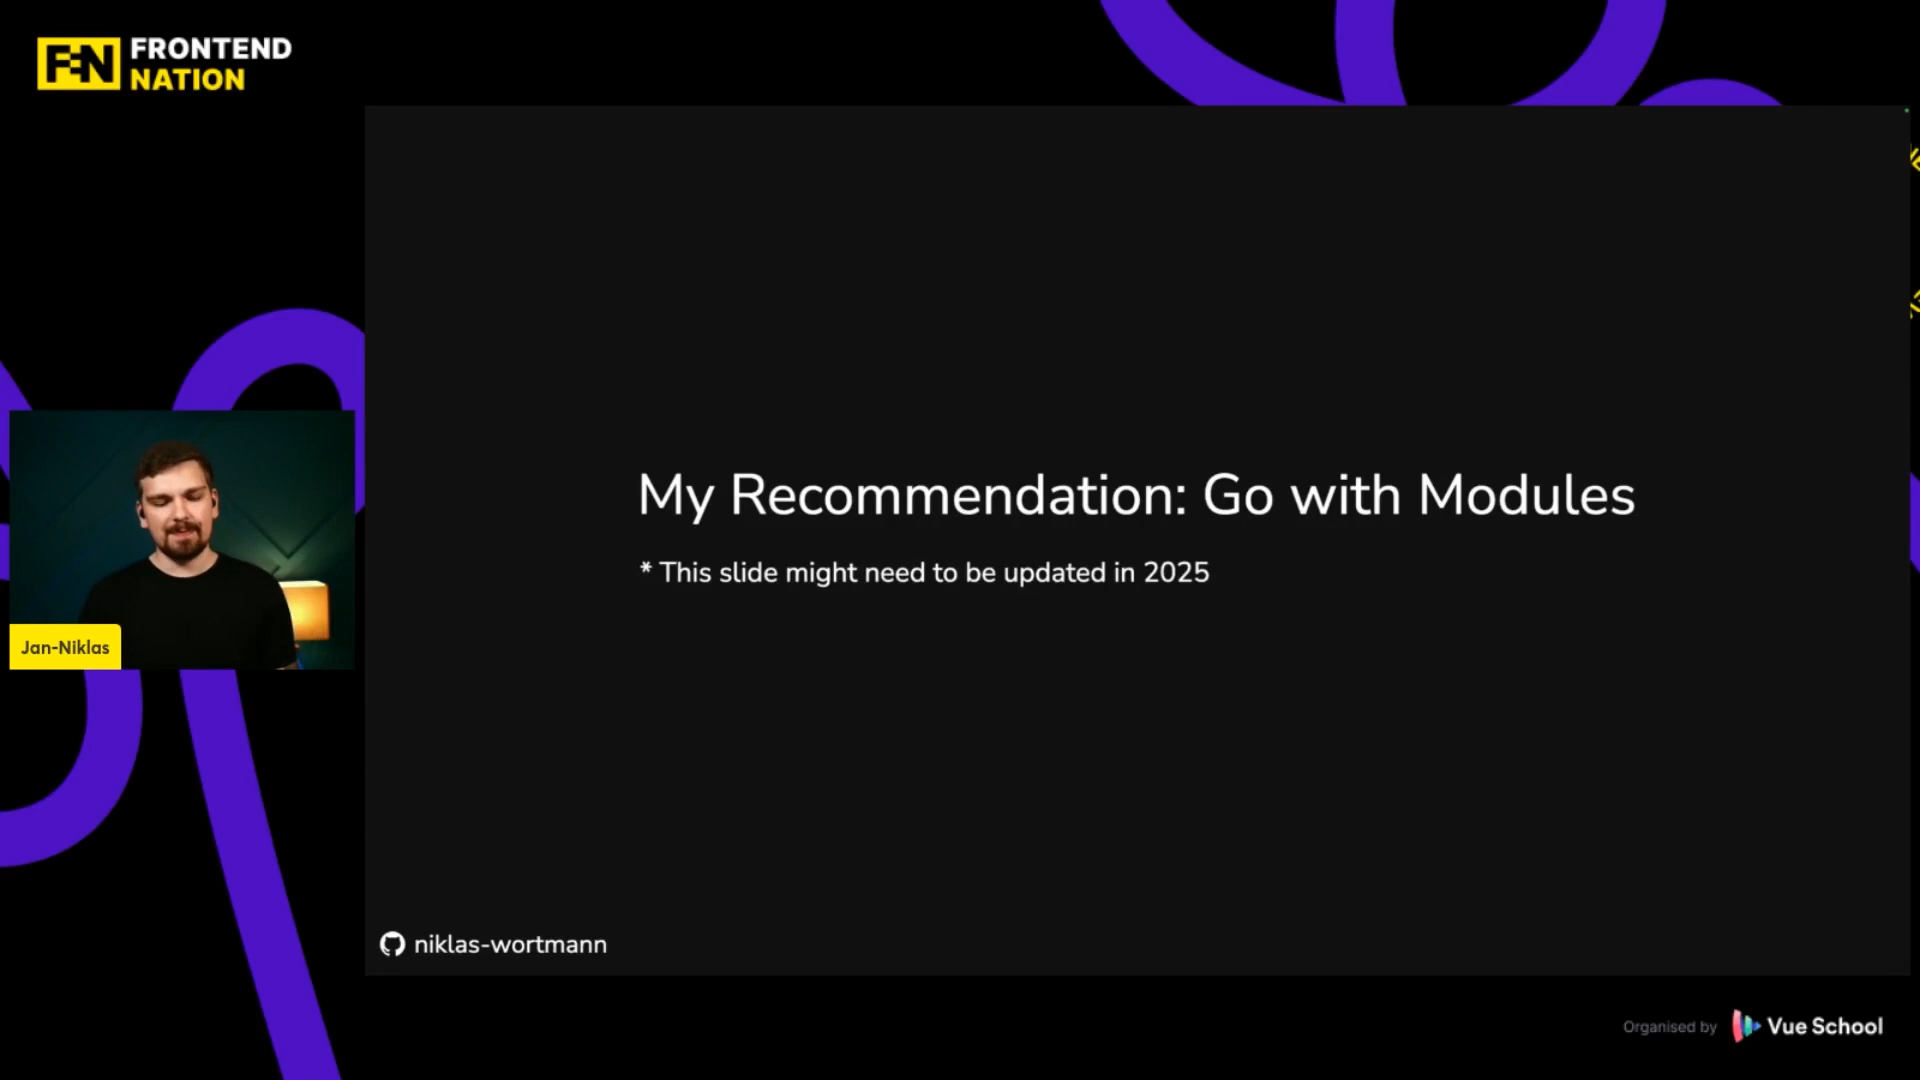 FEN FRONTEND
NATION
My Recommendation: Go with Modules
* This slide might need to be updated in 2025
Jan-Niklas
niklas-wortmann
Organised by Vue School